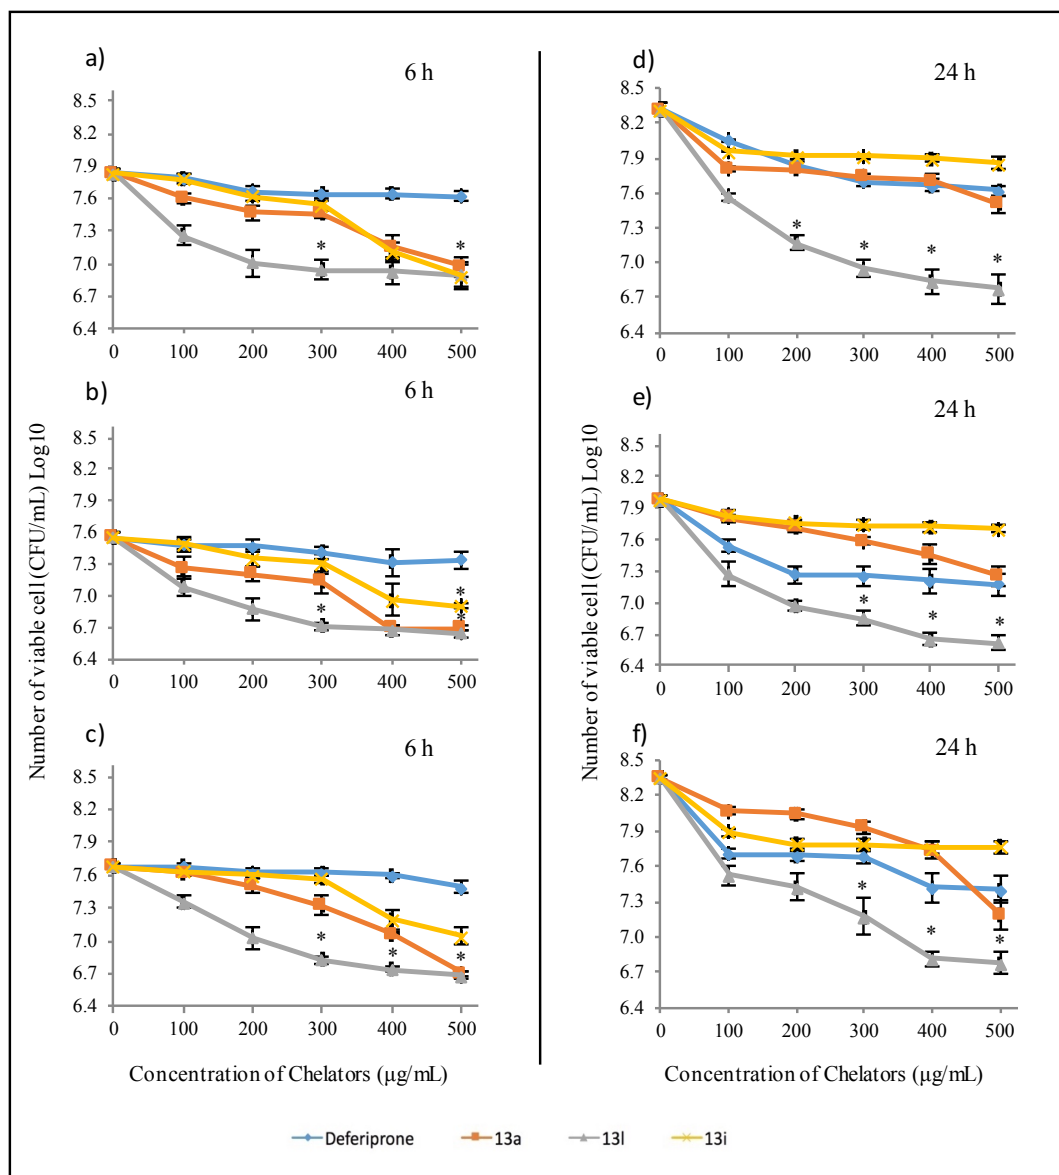 a)
6 h
8.5
8.2
7.9
7.6
7.3
7.0
6.7
6.4
0 100 200 300 400 500
* *
b)
6 h
8.5
8.2
7.9
7.6
7.3
7.0
6.7
6.4
0 100 200 300 400 500
* * *
c)
6 h
8.5
8.2
7.9
7.6
7.3
7.0
6.7
6.4
0 100 200 300 400 500
* * *
Number of viable cell (CFU/mL) Log10
Concentration of Chelators (µg/mL)
d)
24 h
8.5
8.2
7.9
7.6
7.3
7.0
6.7
6.4
0 100 200 300 400 500
* * * *
e)
24 h
8.5
8.2
7.9
7.6
7.3
7.0
6.7
6.4
0 100 200 300 400 500
* * *
f)
24 h
8.5
8.2
7.9
7.6
7.3
7.0
6.7
6.4
0 100 200 300 400 500
* * *
Number of viable cell (CFU/mL) Log10
Concentration of Chelators (µg/mL)
Deferiprone 13a 13l 13i